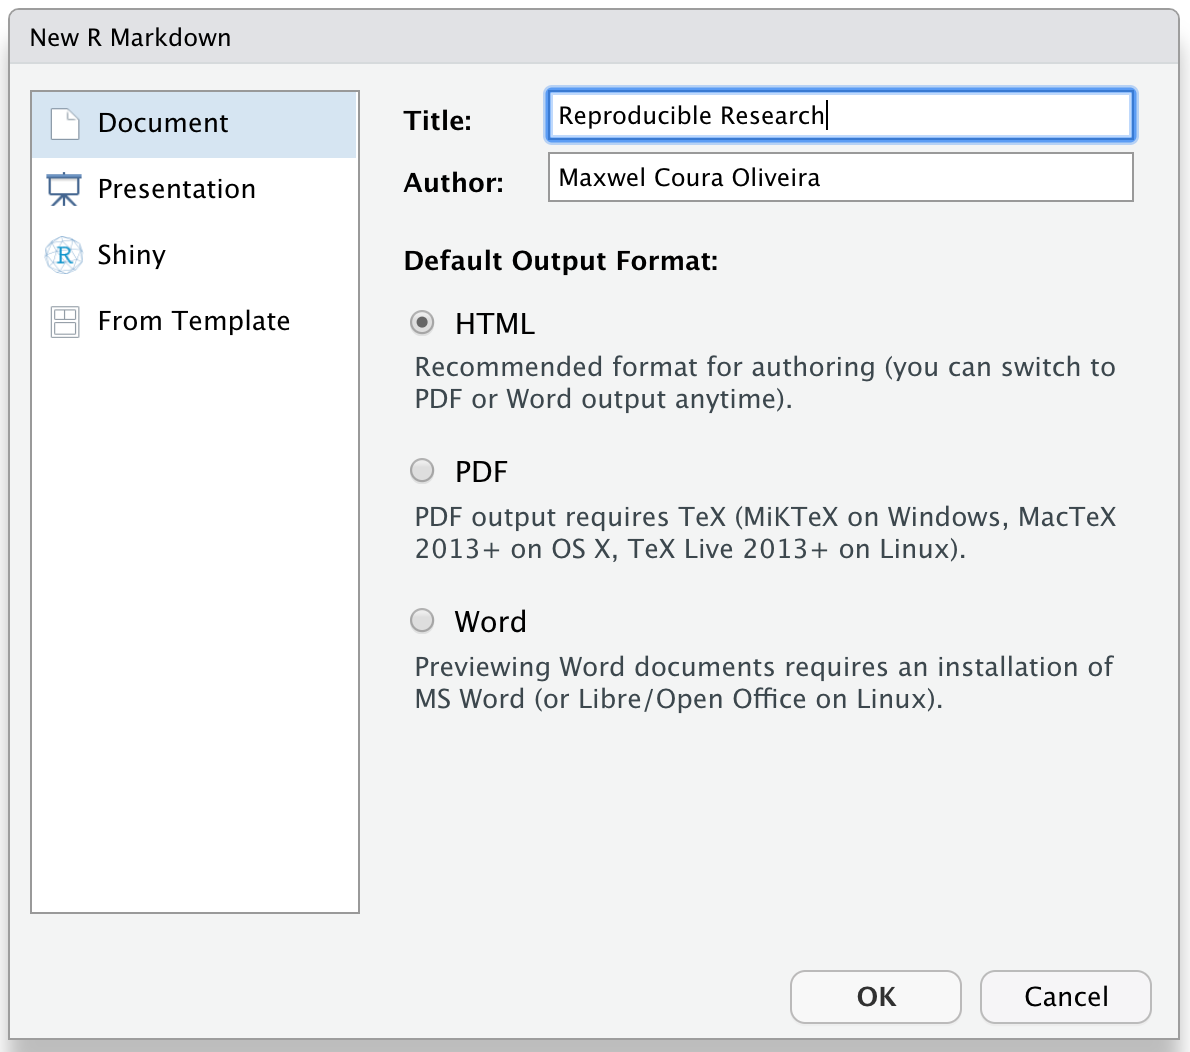 New R Markdown
Document
Presentation
R
Shiny
From Template
Title:
Reproducible Research
Author:
Maxwel Coura Oliveira
Default Output Format:
HTML
Recommended format for authoring (you can switch to
PDF or Word output anytime).
PDF
PDF output requires TeX (MiKTeX on Windows, MacTeX
2013+ on OS X, TeX Live 2013+ on Linux).
Word
Previewing Word documents requires an installation of
MS Word (or Libre/Open Office on Linux).
OK
Cancel